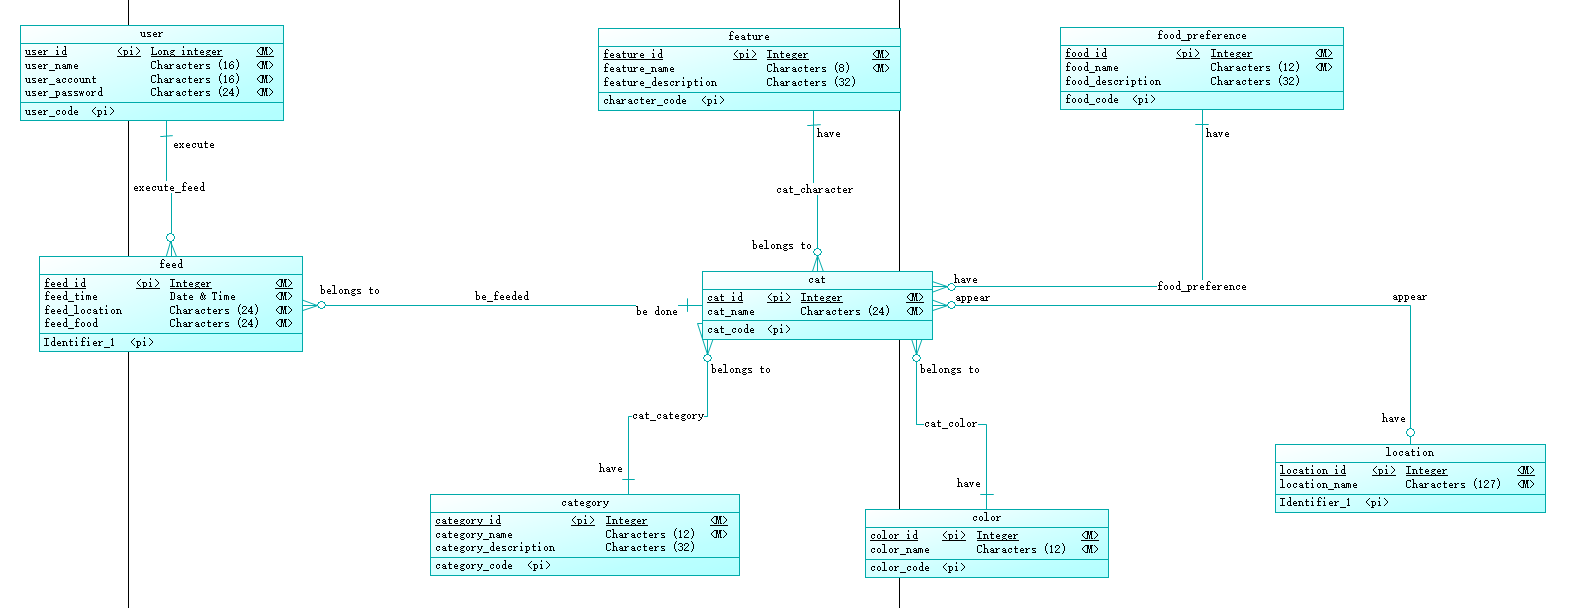 user
user_id <pi> Long integer <M>
user_name Characters (16) <M>
user_account Characters (16) <M>
user_password Characters (24) <M>
user_code <pi>
feature
feature_id <pi> Integer <M>
feature_name Characters (8) <M>
feature_description Characters (32)
character_code <pi>
food_preference
food_id <pi> Integer <M>
food_name Characters (12) <M>
food_description Characters (32)
food_code <pi>
execute
execute_feed
have
cat_character
belongs to
have
food_preference
have
feed
feed_id <pi> Integer <M>
feed_time Date & Time <M>
feed_location Characters (24) <M>
feed_food Characters (24) <M>
Identifier_1 <pi>
belongs to
be_feeded
be done
cat
cat_id <pi> Integer <M>
cat_name Characters (24) <M>
cat_code <pi>
appear
appear
have
belongs to
cat_category
have
belongs to
cat_color
have
category
category_id <pi> Integer <M>
category_name Characters (12) <M>
category_description Characters (32)
category_code <pi>
color
color_id <pi> Integer <M>
color_name Characters (12) <M>
color_code <pi>
location
location_id <pi> Integer <M>
location_name Characters (127) <M>
Identifier_1 <pi>